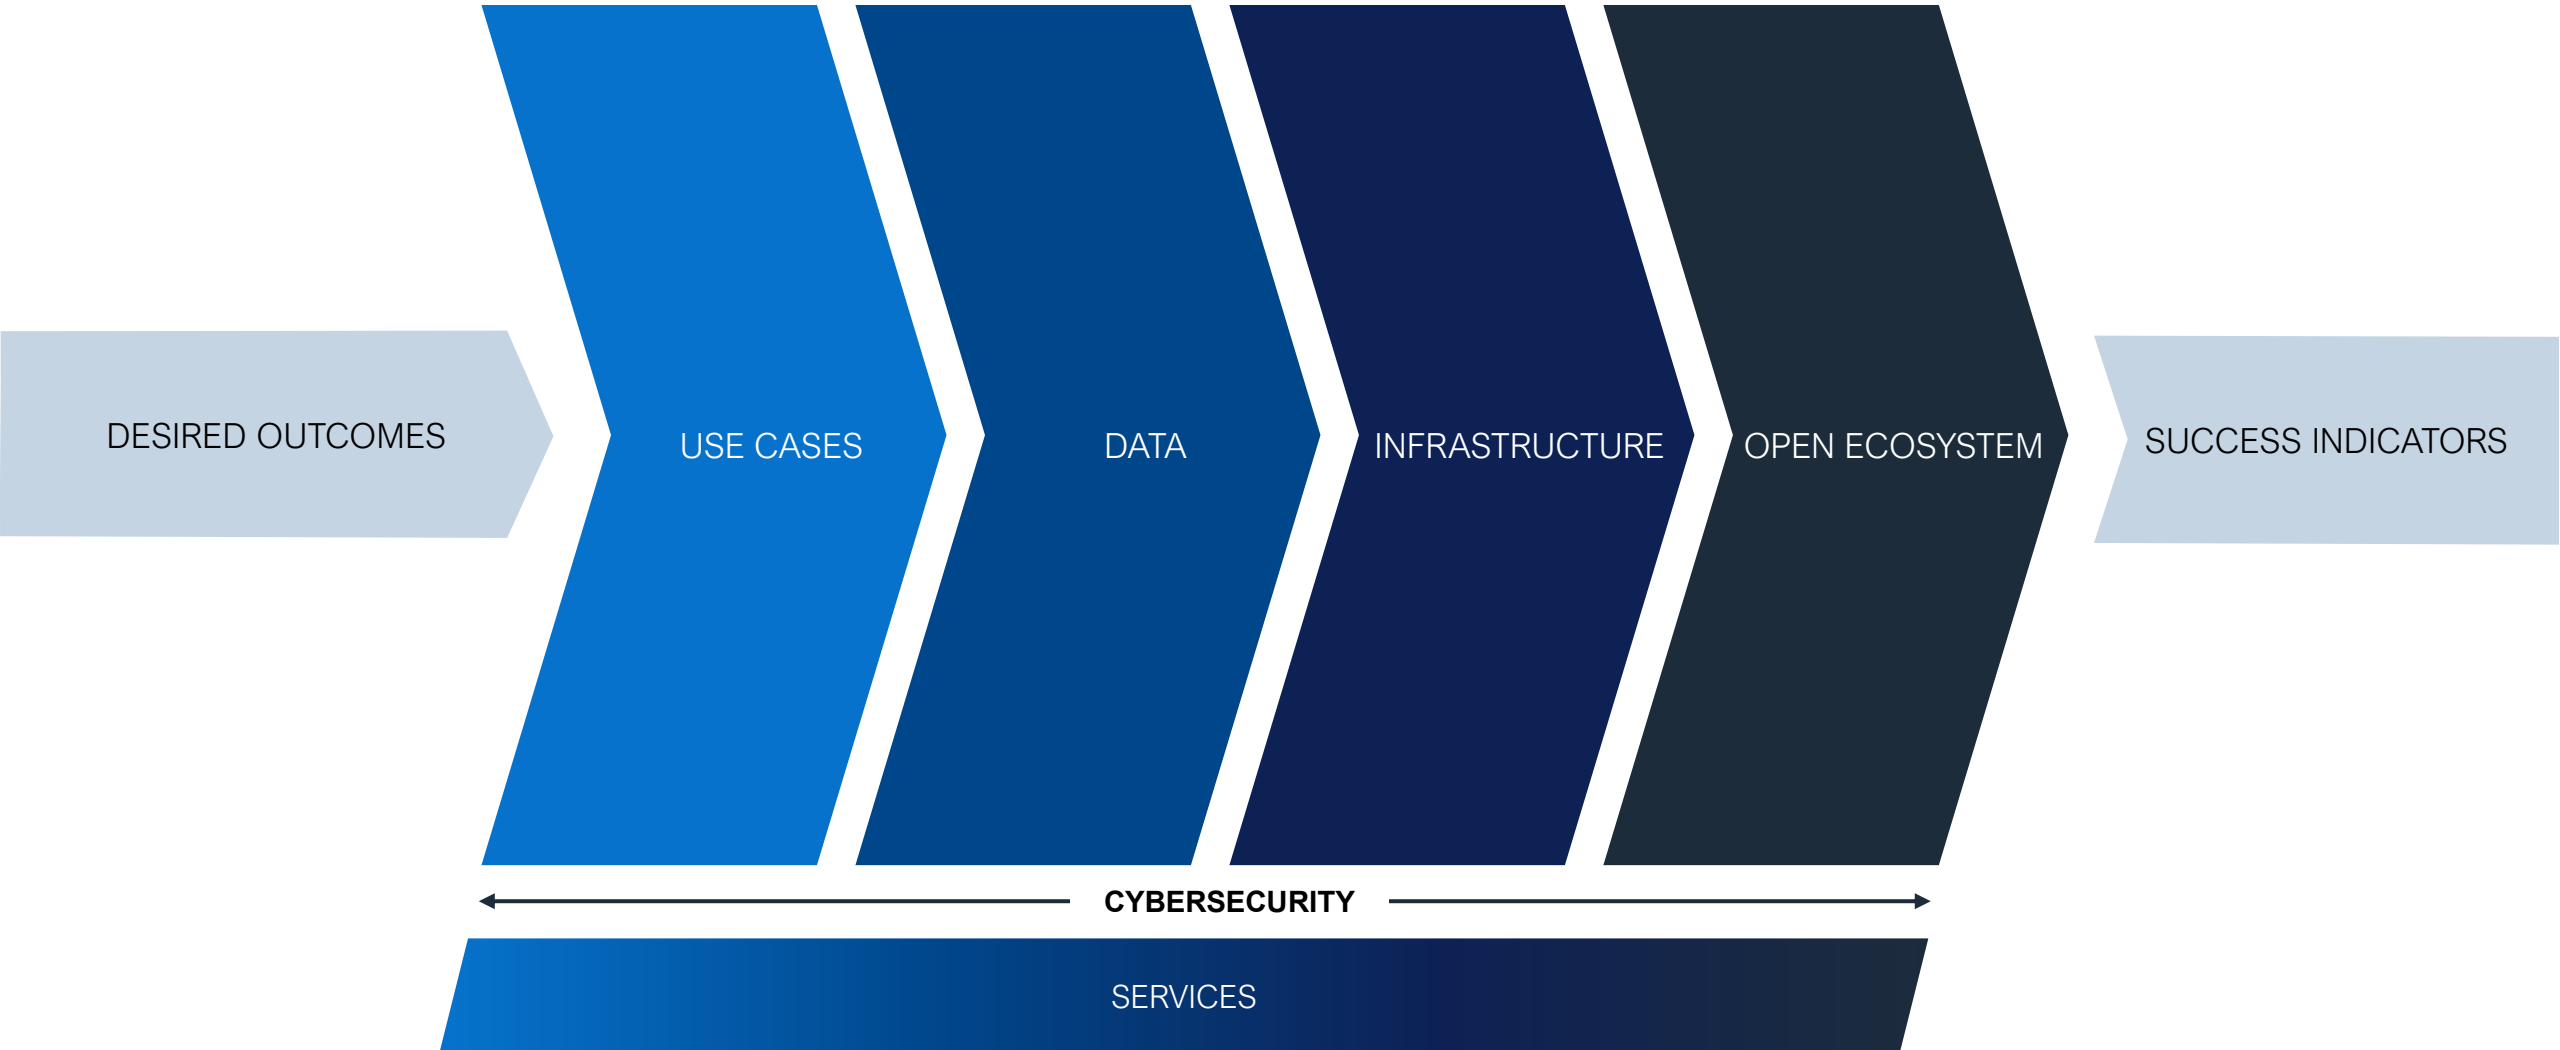 DESIRED OUTCOMES
USE CASES
DATA
INFRASTRUCTURE
OPEN ECOSYSTEM
SUCCESS INDICATORS
CYBERSECURITY
SERVICES